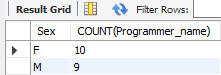 Result Grid Filter Rows:
Sex COUNT(Programmer_name)
F 10
M 9